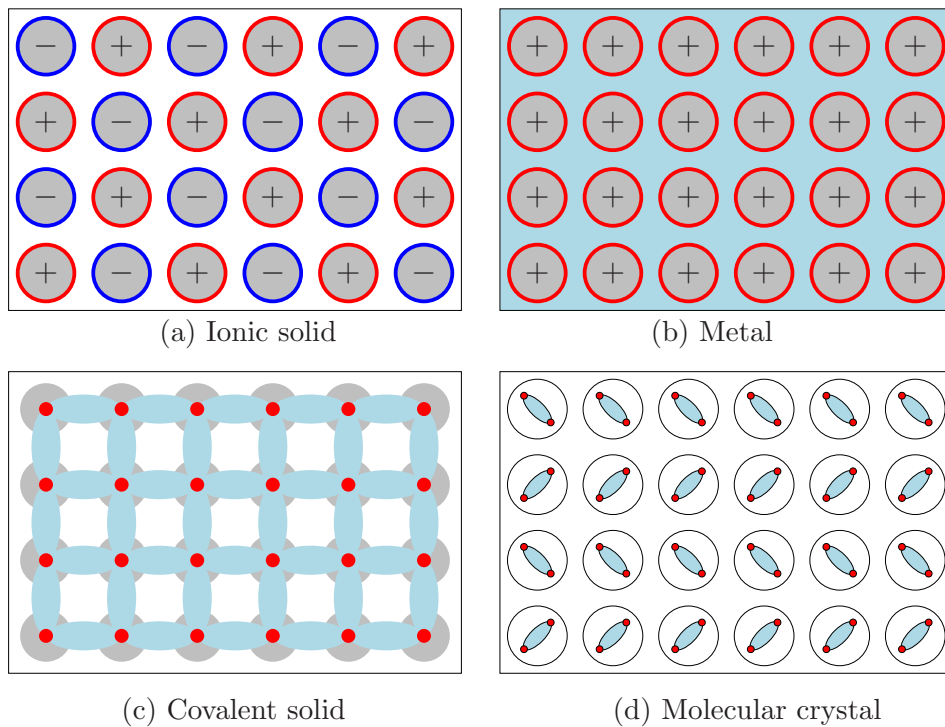 − + − + − +
+ + + + + +
+ − + − + −
+ + + + + +
− + − + − +
+ + + + + +
+ − + − + −
+ + + + + +
(a) Ionic solid
(b) Metal
(c) Covalent solid
(d) Molecular crystal